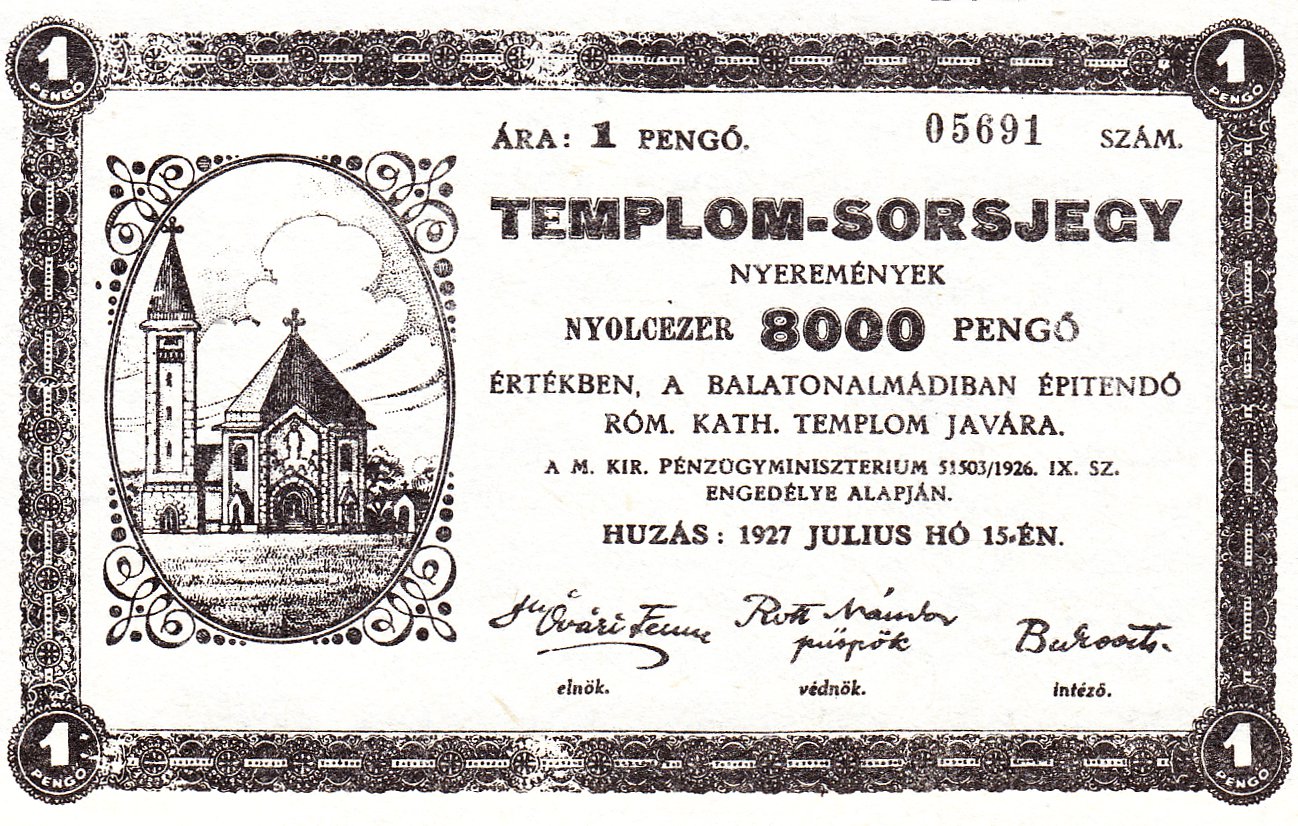 1
PENGŐ
1
PENGŐ
ÁRA: 1 PENGŐ. 05691 SZÁM.
TEMPLOM-SORSJEGY
NYEREMÉNYEK
NYOLCEZER 8000 PENGŐ
ÉRTÉKBEN, A BALATONALMÁDIBAN ÉPITENDŐ
RÓM. KATH. TEMPLOM JAVÁRA.
A M. KIR. PÉNZÜGYMINISZTERIUM 51503/1926. IX. SZ.
ENGEDÉLYE ALAPJÁN.
HUZÁS: 1927 JULIUS HÓ 15-ÉN.
Óvári Ferenc Rott Nándor
püspök
elnök. védnök. intéző.
1
PENGŐ
1
PENGŐ